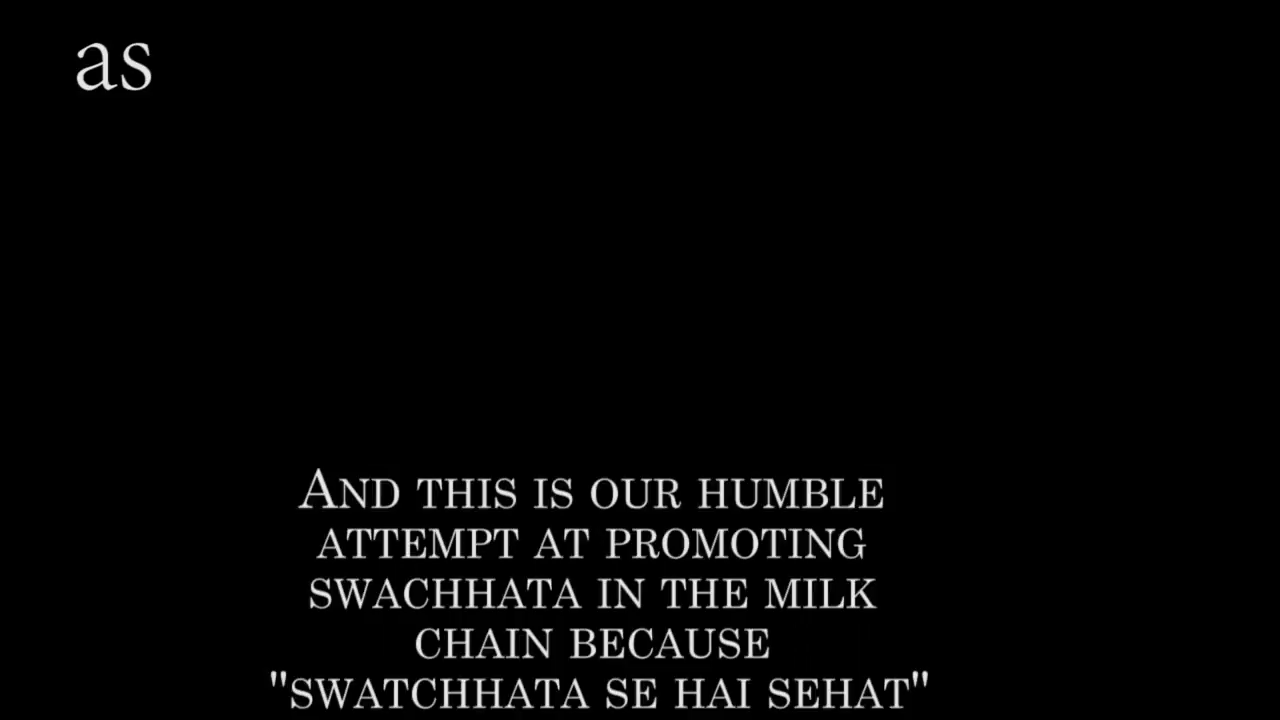 as
And this is our humble
attempt at promoting
swachhata in the milk
chain because
"swatchhata se hai sehat"